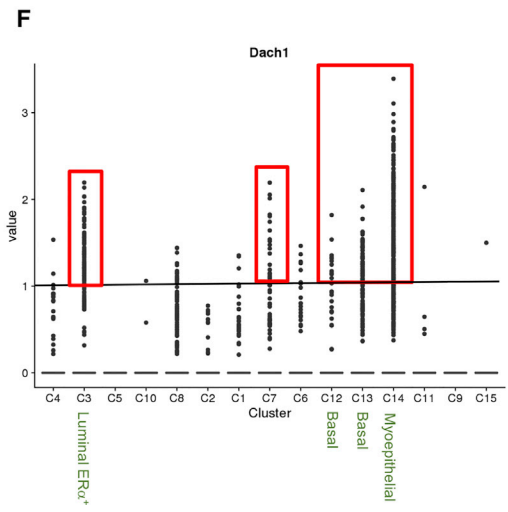 F
Dach1
3
2
1
0
value
C4 C3 C5 C10 C8 C2 C1 C7 C6 C12 C13 C14 C11 C9 C15
Cluster
Luminal ERα⁺
Basal
Basal
Myoepithelial